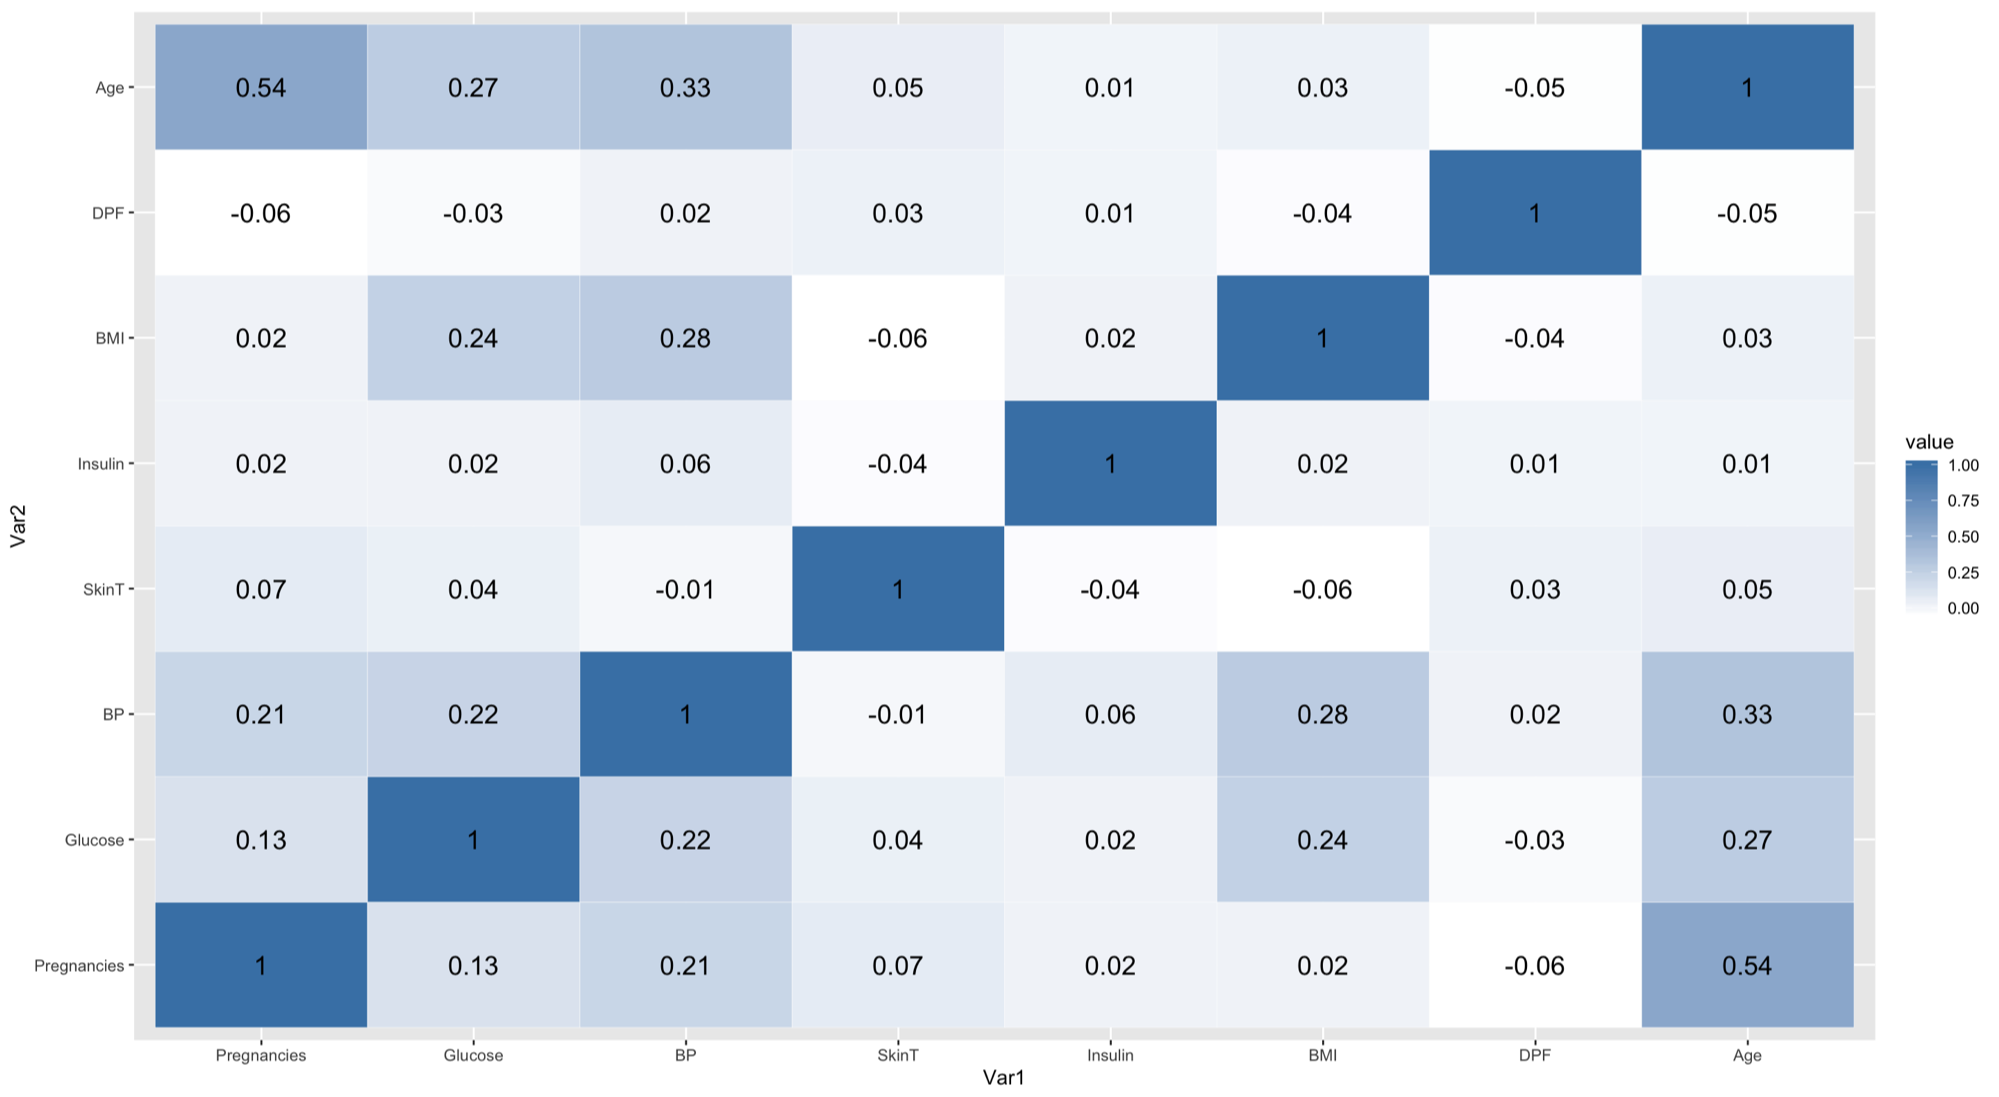 Age 0.54 0.27 0.33 0.05 0.01 0.03 -0.05 1
DPF -0.06 -0.03 0.02 0.03 0.01 -0.04 1 -0.05
BMI 0.02 0.24 0.28 -0.06 0.02 1 -0.04 0.03
Insulin 0.02 0.02 0.06 -0.04 1 0.02 0.01 0.01
SkinT 0.07 0.04 -0.01 1 -0.04 -0.06 0.03 0.05
BP 0.21 0.22 1 -0.01 0.06 0.28 0.02 0.33
Glucose 0.13 1 0.22 0.04 0.02 0.24 -0.03 0.27
Pregnancies 1 0.13 0.21 0.07 0.02 0.02 -0.06 0.54
Pregnancies Glucose BP SkinT Insulin BMI DPF Age
Var1
Var2
value
1.00
0.75
0.50
0.25
0.00